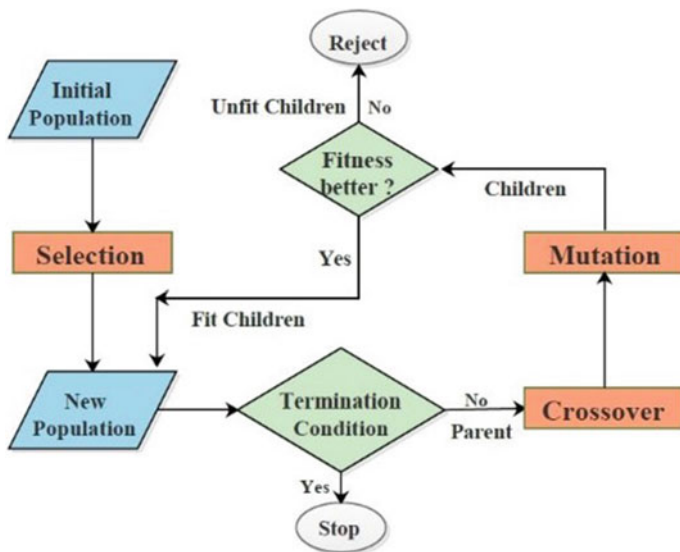 Reject
Initial
Population
Unfit Children
No
Fitness
better ?
Children
Selection
Yes
Mutation
Fit Children
New
Population
Termination
Condition
No
Parent
Crossover
Yes
Stop